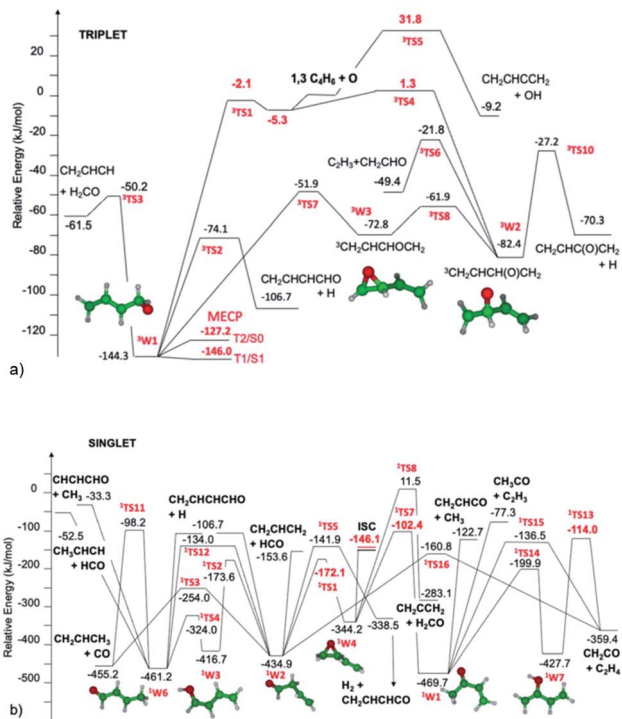 TRIPLET
Relative Energy (kJ/mol)
20
0
-20
-40
-60
-80
-100
-120
31.8
³TS5
-2.1
1,3 C₄H₆ + O
³TS1
-5.3
1.3
³TS4
CH₂CHCCH₂
+ OH
-9.2
-21.8
³TS6
-27.2
³TS10
C₂H₃+CH₂CHO
-49.4
CH₂CHCH
+ H₂CO
-50.2
³TS3
-61.5
-51.9
³TS7
³W3
-61.9
³TS8
-72.8
³CH₂CHCHOCH₂
³W2
-82.4
³CH₂CHCH(O)CH₂
-70.3
CH₂CHC(O)CH₂
+ H
-74.1
³TS2
CH₂CHCHCHO
+ H
-106.7
MECP
-127.2
T2/S0
-146.0
T1/S1
³W1
-144.3
a)
SINGLET
Relative Energy (kJ/mol)
0
-100
-200
-300
-400
-500
CHCHCHO
+ CH₃
-33.3
-52.5
CH₃CHCH
+ HCO
¹TS11
-98.2
CH₂CHCHCHO
+ H
-106.7
-134.0
¹TS12
¹TS2
-173.6
¹TS3
-254.0
¹TS4
-324.0
-416.7
CH₂CHCH₃
+ CO
-455.2
-461.2
¹W6
¹W3
-434.9
¹W2
CH₂CHCH₂
+ HCO
-153.6
¹TS5
-141.9
-172.1
¹TS1
ISC
-146.1
-344.2
¹W4
-338.5
H₂ +
CH₂CHCHCO
¹TS8
11.5
¹TS7
-102.4
CH₂CHCO
+ CH₃
-122.7
-160.8
¹TS16
-283.1
CH₂CCH₂
+ H₂CO
-469.7
¹W1
CH₃CO
+ C₂H₃
-77.3
¹TS15
-136.5
¹TS14
-199.9
¹TS13
-114.0
-427.7
¹W7
-359.4
CH₂CO
+ C₂H₄
b)